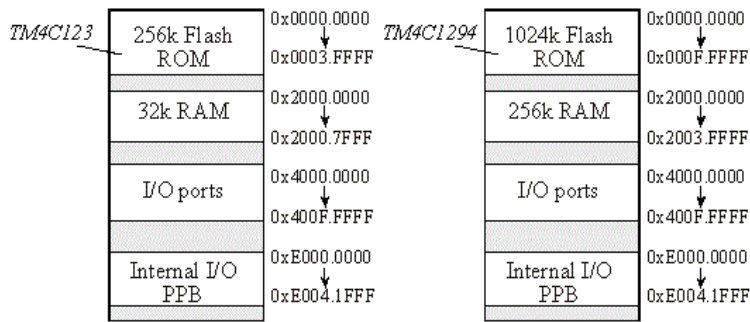 TM4C123
256k Flash
ROM
0x0000.0000
0x0003.FFFF
32k RAM
0x2000.0000
0x2000.7FFF
I/O ports
0x4000.0000
0x400F.FFFF
Internal I/O
PPB
0xE000.0000
0xE004.1FFF
TM4C1294
1024k Flash
ROM
0x0000.0000
0x000F.FFFF
256k RAM
0x2000.0000
0x2003.FFFF
I/O ports
0x4000.0000
0x400F.FFFF
Internal I/O
PPB
0xE000.0000
0xE004.1FFF